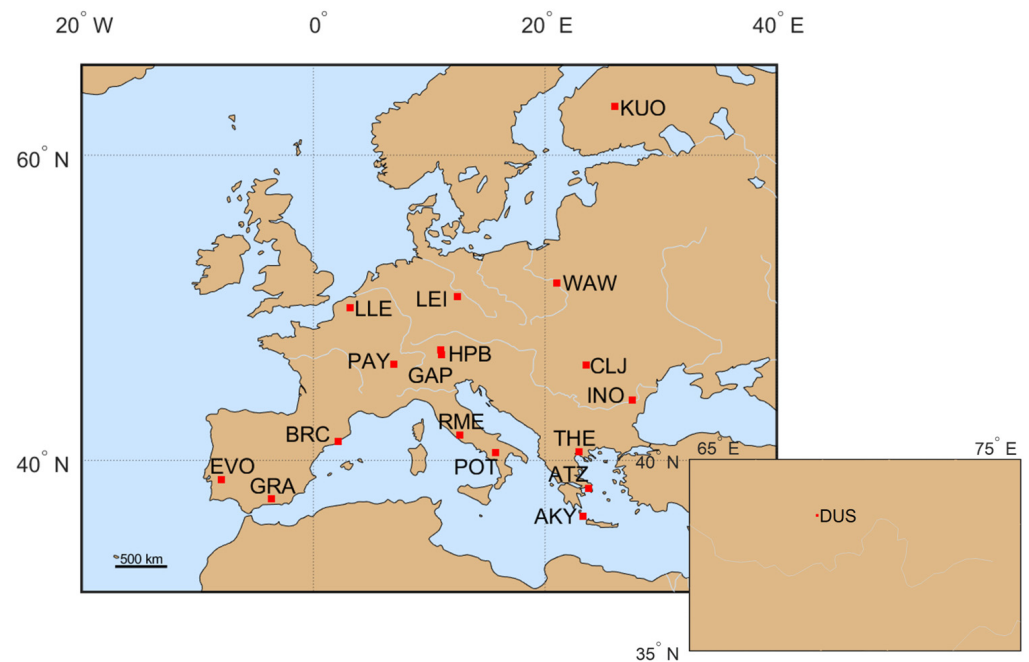 20° W 0° 20° E 40° E
KUO
60° N
WAW
LEI
LLE
HPB
PAY
GAP
CLJ
INO
RME
BRC
THE
65° E 75° E
40° N
40° N
EVO
POT
ATZ
GRA
AKY
DUS
500 km
35° N